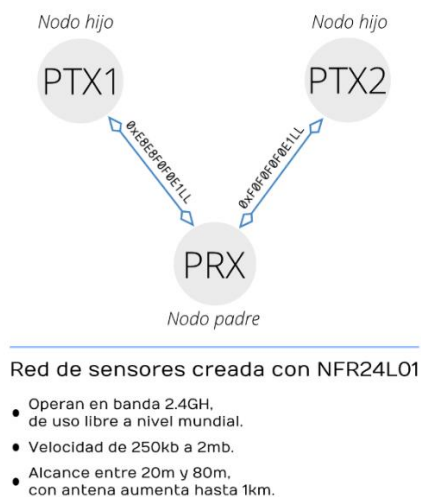 Nodo hijo
Nodo hijo
PTX1
PTX2
0xE8E8F0F0E1LL
0xF0F0F0F0E1LL
PRX
Nodo padre
Red de sensores creada con NFR24L01
• Operan en banda 2.4GH,
de uso libre a nivel mundial.
• Velocidad de 250kb a 2mb.
• Alcance entre 20m y 80m,
con antena aumenta hasta 1km.